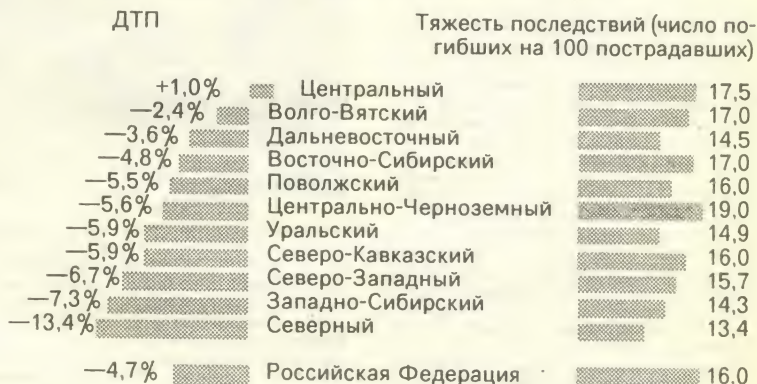 ДТП
Тяжесть последствий (число по-
гибших на 100 пострадавших)
+1,0% Центральный 17,5
—2,4% Волго-Вятский 17,0
—3,6% Дальневосточный 14,5
—4,8% Восточно-Сибирский 17,0
—5,5% Поволжский 16,0
—5,6% Центрально-Черноземный 19,0
—5,9% Уральский 14,9
—5,9% Северо-Кавказский 16,0
—6,7% Северо-Западный 15,7
—7,3% Западно-Сибирский 14,3
—13,4% Северный 13,4
—4,7% Российская Федерация 16,0